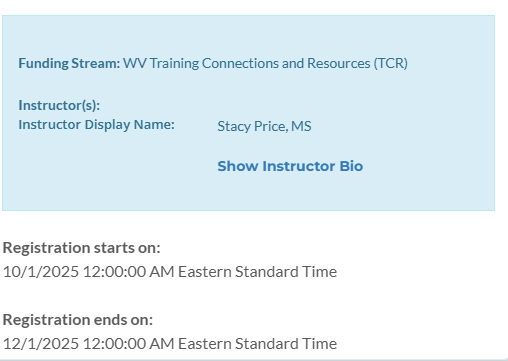 Funding Stream: WV Training Connections and Resources (TCR)
Instructor(s):
Instructor Display Name: Stacy Price, MS
Show Instructor Bio
Registration starts on:
10/1/2025 12:00:00 AM Eastern Standard Time
Registration ends on:
12/1/2025 12:00:00 AM Eastern Standard Time